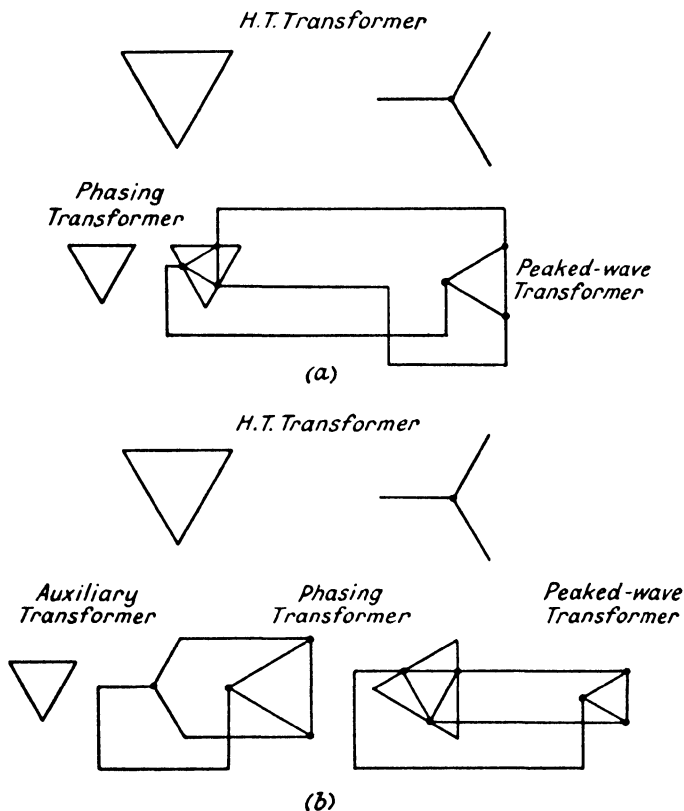 H.T. Transformer
Phasing
Transformer
Peaked-wave
Transformer
(a)
H.T. Transformer
Auxiliary
Transformer
Phasing
Transformer
Peaked-wave
Transformer
(b)